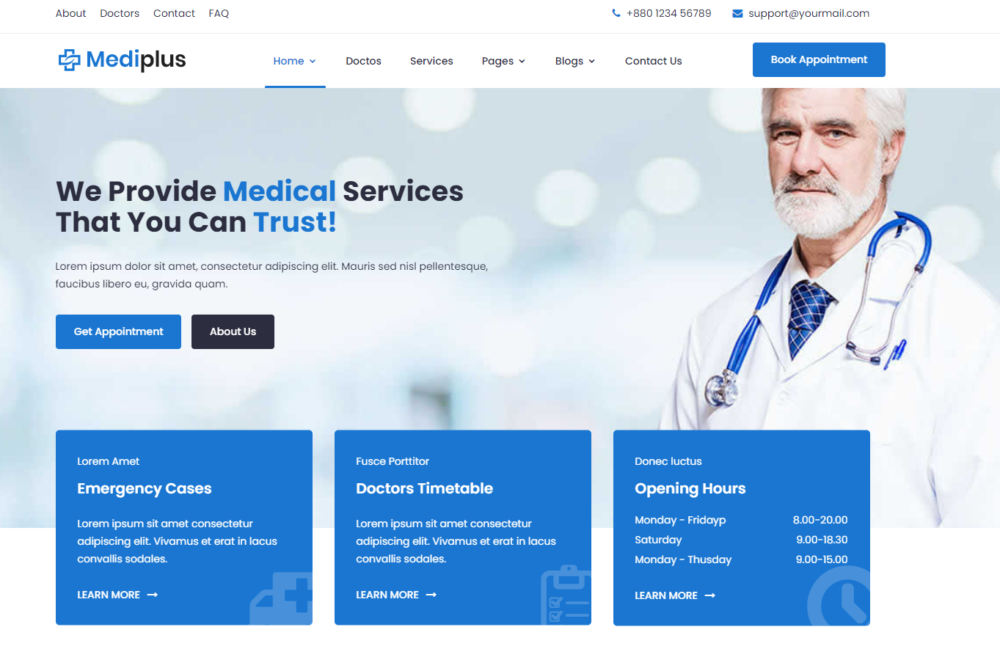 About Doctors Contact FAQ +880 1234 56789 support@yourmail.com
Mediplus Home Doctos Services Pages Blogs Contact Us Book Appointment
We Provide Medical Services
That You Can Trust!
Lorem ipsum dolor sit amet, consectetur adipiscing elit. Mauris sed nisl pellentesque,
faucibus libero eu, gravida quam.
Get Appointment About Us
Lorem Amet
Emergency Cases
Lorem ipsum sit amet consectetur
adipiscing elit. Vivamus et erat in lacus
convallis sodales.
LEARN MORE →
Fusce Porttitor
Doctors Timetable
Lorem ipsum sit amet consectetur
adipiscing elit. Vivamus et erat in lacus
convallis sodales.
LEARN MORE →
Donec luctus
Opening Hours
Monday - Fridayp 8.00-20.00
Saturday 9.00-18.30
Monday - Thusday 9.00-15.00
LEARN MORE →